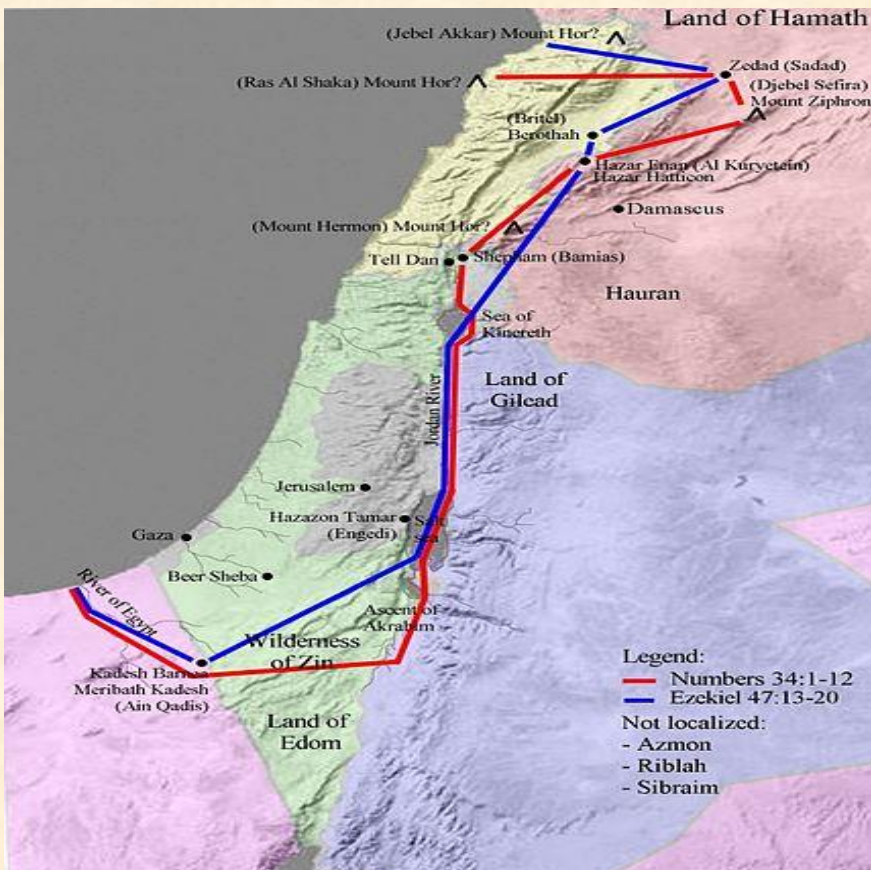 Land of Hamath
(Jebel Akkar) Mount Hor?
Zedad (Sadad)
(Ras Al Shaka) Mount Hor?
(Djebel Sefira)
Mount Ziphron
(Britel)
Berothah
Hazar Enan (Al Kuryetein)
Hazar Hatticon
Damascus
(Mount Hermon) Mount Hor?
Tell Dan
Shepham (Bamias)
Hauran
Sea of
Kinereth
Land of
Gilead
Jordan River
Jerusalem
Hazazon Tamar
(Engedi)
Salt
sea
Gaza
Beer Sheba
River of Egypt
Ascent of
Akrabim
Wilderness
of Zin
Kadesh Barnea
Meribath Kadesh
(Ain Qadis)
Land of
Edom
Legend:
Numbers 34:1-12
Ezekiel 47:13-20
Not localized:
- Azmon
- Riblah
- Sibraim